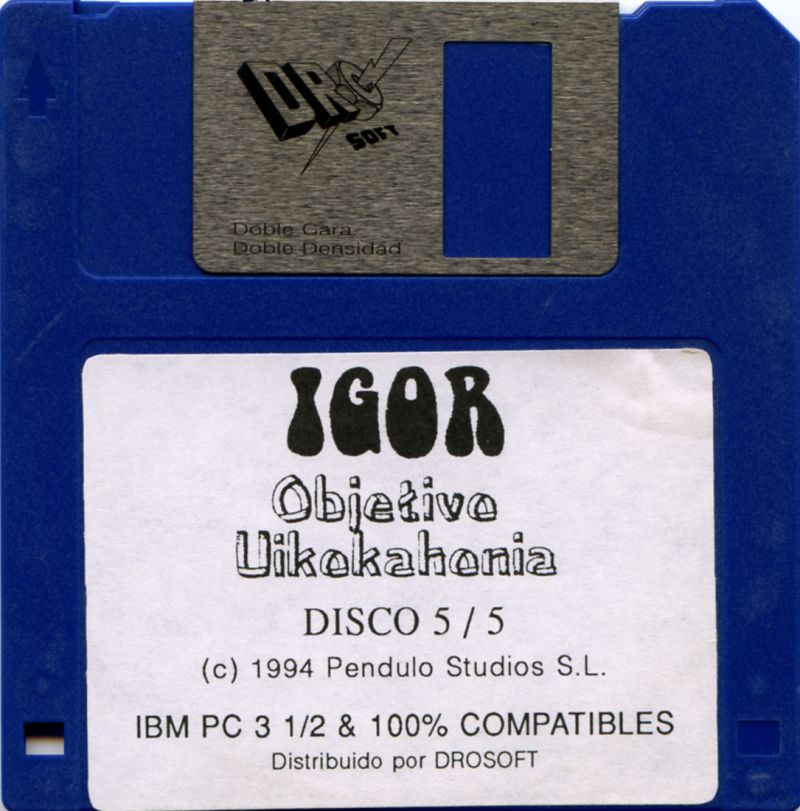 DRO
SOFT
Doble Cara
Doble Densidad
IGOR
Objetivo
Uikokahonia
DISCO 5 / 5
(c) 1994 Pendulo Studios S.L.
IBM PC 3 1/2 & 100% COMPATIBLES
Distribuido por DROSOFT